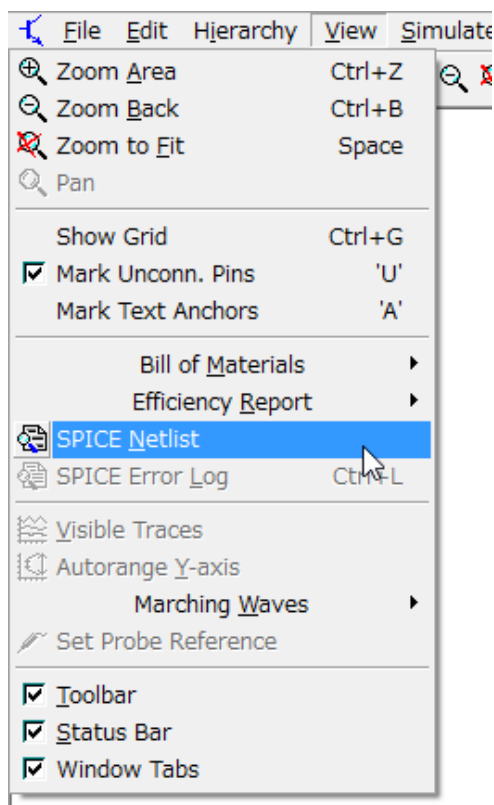 File Edit Hierarchy View Simulate
Zoom Area Ctrl+Z
Zoom Back Ctrl+B
Zoom to Fit Space
Pan
Show Grid Ctrl+G
Mark Unconn. Pins 'U'
Mark Text Anchors 'A'
Bill of Materials
Efficiency Report
SPICE Netlist
SPICE Error Log Ctrl+L
Visible Traces
Autorange Y-axis
Marching Waves
Set Probe Reference
Toolbar
Status Bar
Window Tabs